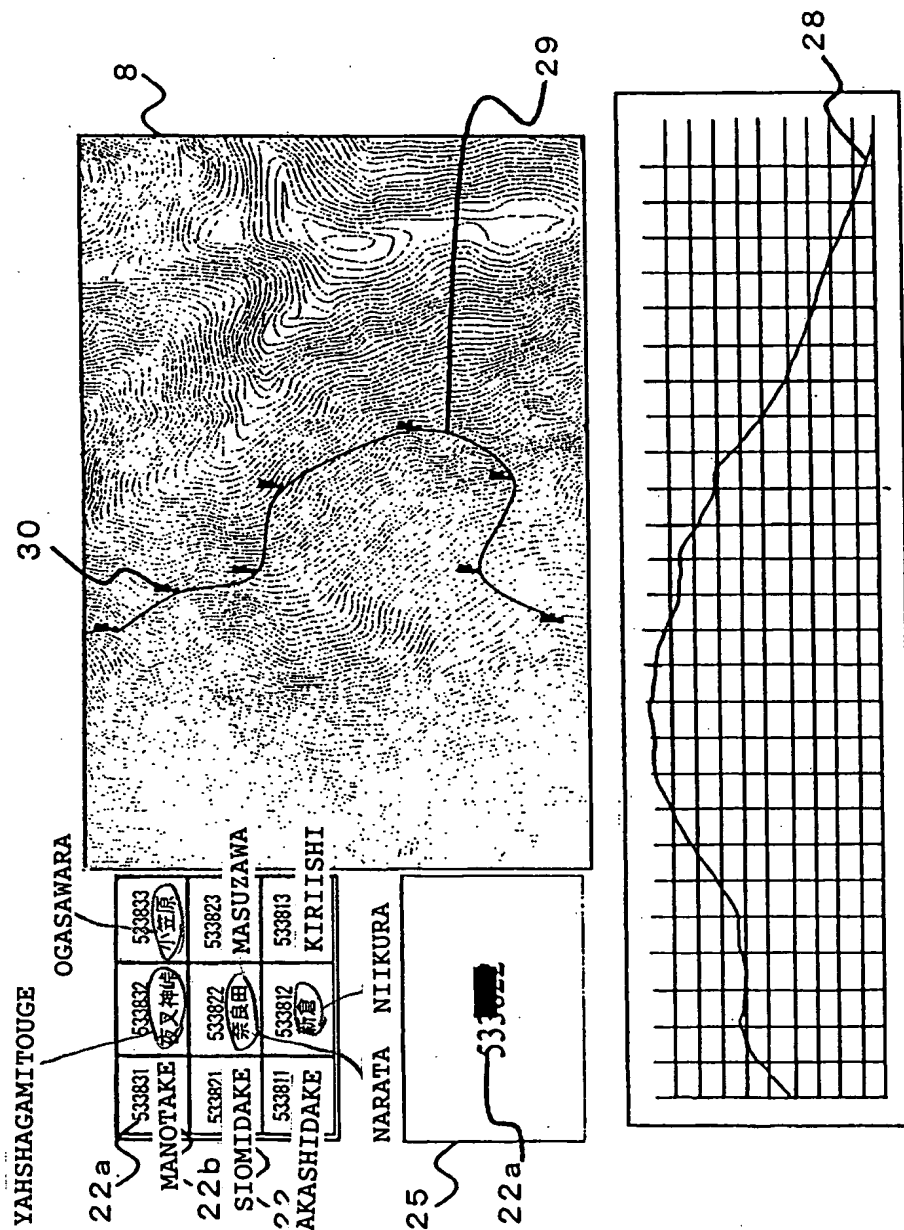 YAHSHAGAMITOUGE
OGASAWARA
30
8
22a
533831 533832 533833
MANOTAKE 夜叉神峠 小笠原
22b
533821 533822 533823
SIOMIDAKE 奈良田 MASUZAWA
22
533811 533812 533813
AKASHIDAKE 新倉 KIRIISHI
NARATA NIIKURA
29
25
533822
22a
28